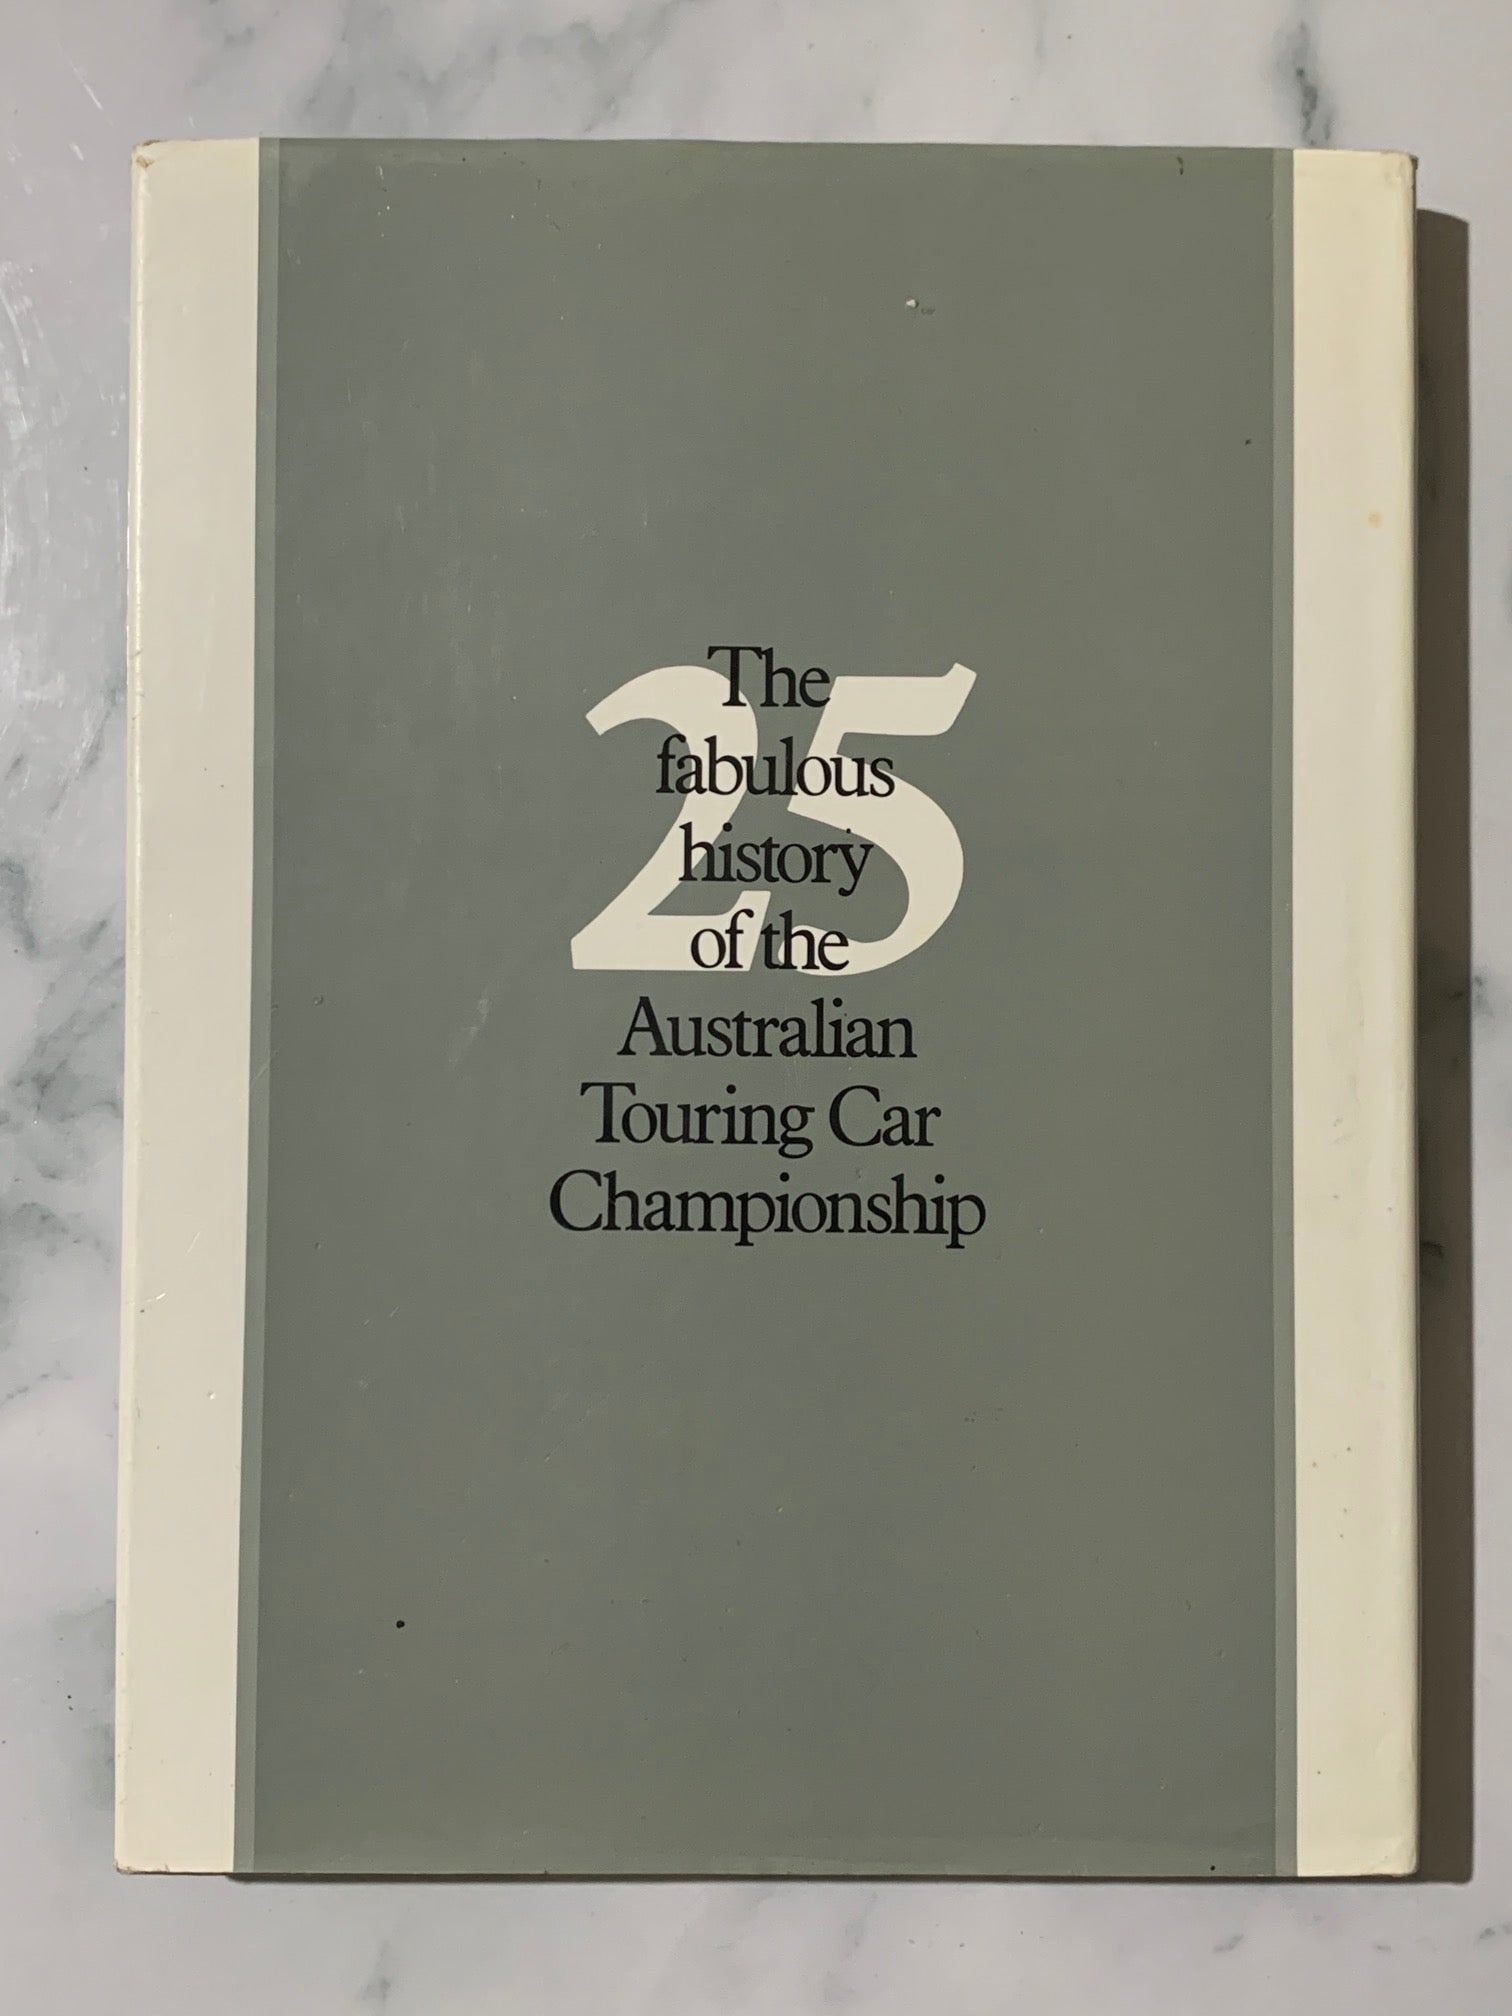 25
The
fabulous
history
of the
Australian
Touring Car
Championship